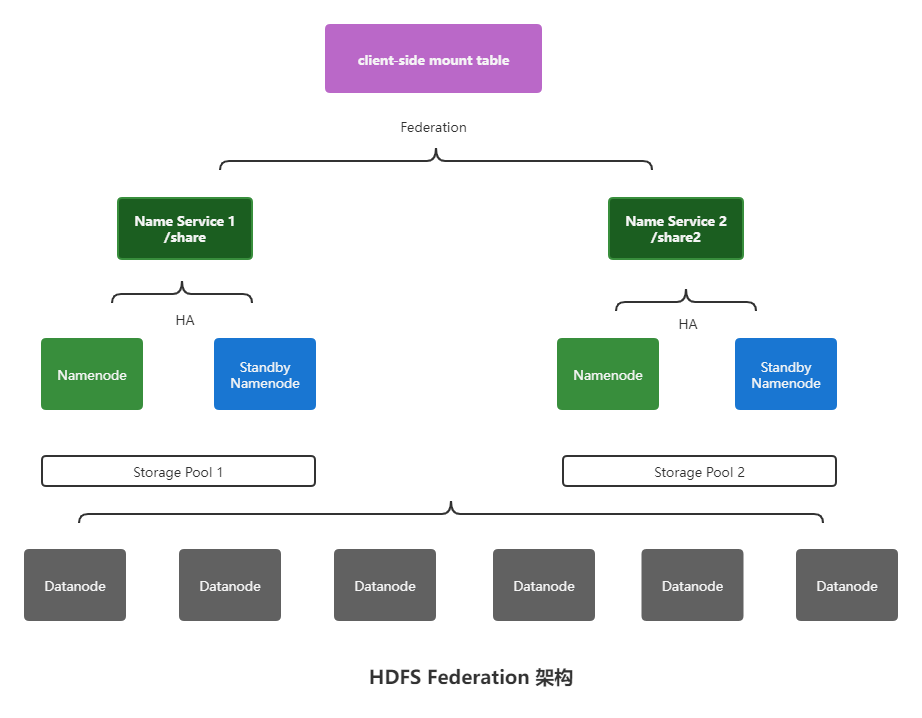 client-side mount table
Federation
Name Service 1
/share
Name Service 2
/share2
HA
HA
Namenode
Standby
Namenode
Namenode
Standby
Namenode
Storage Pool 1
Storage Pool 2
Datanode
Datanode
Datanode
Datanode
Datanode
Datanode
HDFS Federation 架构